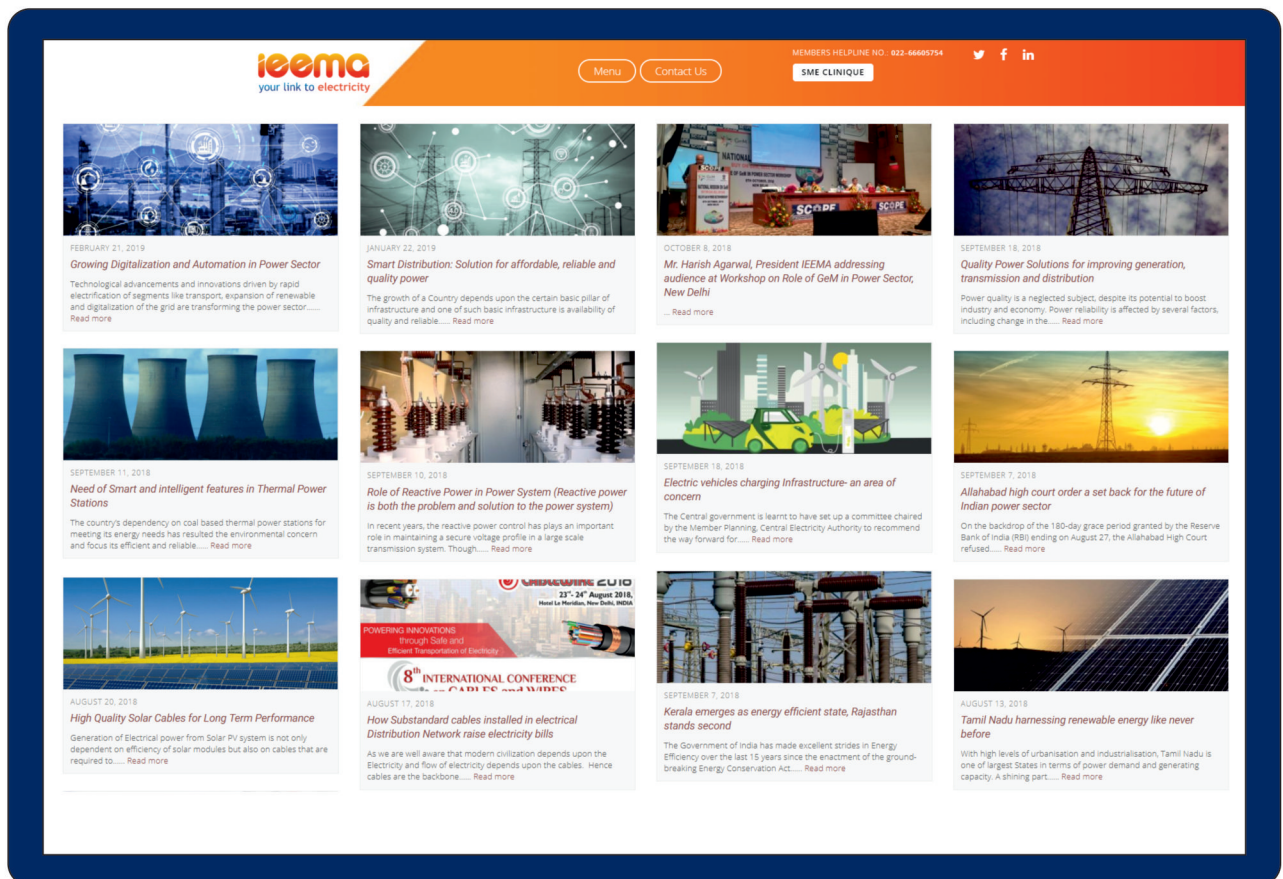 ieema
your link to electricity
Menu
Contact Us
MEMBERS HELPLINE NO.: 022-66605754
SME CLINIQUE
FEBRUARY 21, 2019
Growing Digitalization and Automation in Power Sector
Technological advancements and innovations driven by rapid
electrification of segments like transport, expansion of renewable
and digitalization of the grid are transforming the power sector......
Read more
JANUARY 22, 2019
Smart Distribution: Solution for affordable, reliable and
quality power
The growth of a Country depends upon the certain basic pillar of
infrastructure and one of such basic infrastructure is availability of
quality and reliable...... Read more
NATIONAL
SCOPE
SCOPE
OCTOBER 8, 2018
Mr. Harish Agarwal, President IEEMA addressing
audience at Workshop on Role of GeM in Power Sector,
New Delhi
... Read more
SEPTEMBER 18, 2018
Quality Power Solutions for improving generation,
transmission and distribution
Power quality is a neglected subject, despite its potential to boost
industry and economy. Power reliability is affected by several factors,
including change in the...... Read more
SEPTEMBER 11, 2018
Need of Smart and intelligent features in Thermal Power
Stations
The country's dependency on coal based thermal power stations for
meeting its energy needs has resulted the environmental concern
and focus its efficient and reliable...... Read more
SEPTEMBER 10, 2018
Role of Reactive Power in Power System (Reactive power
is both the problem and solution to the power system)
In recent years, the reactive power control has plays an important
role in maintaining a secure voltage profile in a large scale
transmission system. Though...... Read more
SEPTEMBER 18, 2018
Electric vehicles charging Infrastructure- an area of
concern
The Central government is learnt to have set up a committee chaired
by the Member Planning, Central Electricity Authority to recommend
the way forward for...... Read more
SEPTEMBER 7, 2018
Allahabad high court order a set back for the future of
Indian power sector
On the backdrop of the 180-day grace period granted by the Reserve
Bank of India (RBI) ending on August 27, the Allahabad High Court
refused...... Read more
AUGUST 20, 2018
High Quality Solar Cables for Long Term Performance
Generation of Electrical power from Solar PV system is not only
dependent on efficiency of solar modules but also on cables that are
required to...... Read more
CABLEWIRE 2018
23rd- 24th August 2018,
Hotel Le Meridian, New Delhi, INDIA
POWERING INNOVATIONS
through Safe and
Efficient Transportation of Electricity
8th INTERNATIONAL CONFERENCE
on CABLES and WIRES
AUGUST 17, 2018
How Substandard cables installed in electrical
Distribution Network raise electricity bills
As we are well aware that modern civilization depends upon the
Electricity and flow of electricity depends upon the cables. Hence
cables are the backbone...... Read more
SEPTEMBER 7, 2018
Kerala emerges as energy efficient state, Rajasthan
stands second
The Government of India has made excellent strides in Energy
Efficiency over the last 15 years since the enactment of the ground-
breaking Energy Conservation Act...... Read more
AUGUST 13, 2018
Tamil Nadu harnessing renewable energy like never
before
With high levels of urbanisation and industrialisation, Tamil Nadu is
one of largest States in terms of power demand and generating
capacity. A shining part...... Read more